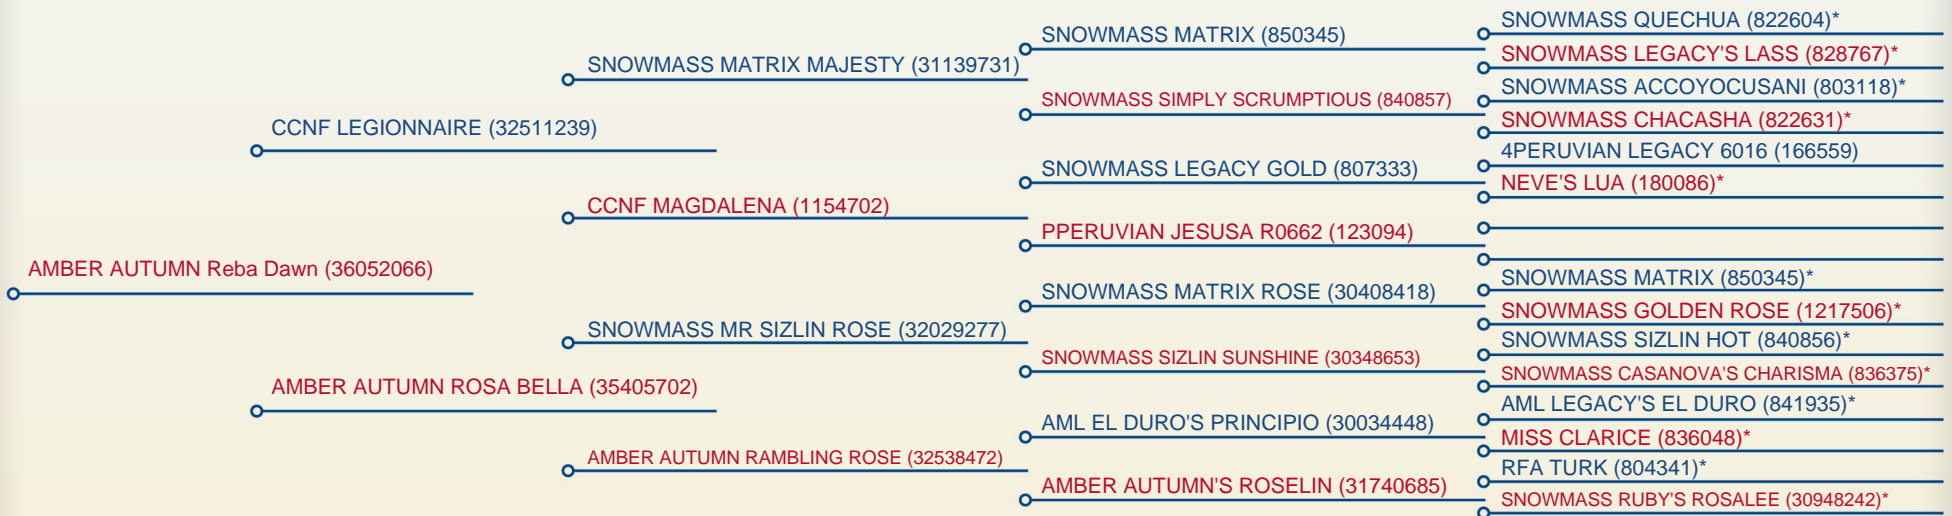 SNOWMASS QUECHUA (822604)*
SNOWMASS MATRIX (850345)
SNOWMASS LEGACY'S LASS (828767)*
SNOWMASS MATRIX MAJESTY (31139731)
SNOWMASS ACCOYOCUSANI (803118)*
SNOWMASS SIMPLY SCRUMPTIOUS (840857)
SNOWMASS CHACASHA (822631)*
CCNF LEGIONNAIRE (32511239)
4PERUVIAN LEGACY 6016 (166559)
SNOWMASS LEGACY GOLD (807333)
NEVE'S LUA (180086)*
CCNF MAGDALENA (1154702)
PPERUVIAN JESUSA R0662 (123094)
AMBER AUTUMN Reba Dawn (36052066)
SNOWMASS MATRIX (850345)*
SNOWMASS MATRIX ROSE (30408418)
SNOWMASS GOLDEN ROSE (1217506)*
SNOWMASS MR SIZLIN ROSE (32029277)
SNOWMASS SIZLIN HOT (840856)*
SNOWMASS SIZLIN SUNSHINE (30348653)
SNOWMASS CASANOVA'S CHARISMA (836375)*
AMBER AUTUMN ROSA BELLA (35405702)
AML LEGACY'S EL DURO (841935)*
AML EL DURO'S PRINCIPIO (30034448)
MISS CLARICE (836048)*
AMBER AUTUMN RAMBLING ROSE (32538472)
RFA TURK (804341)*
AMBER AUTUMN'S ROSELIN (31740685)
SNOWMASS RUBY'S ROSALEE (30948242)*